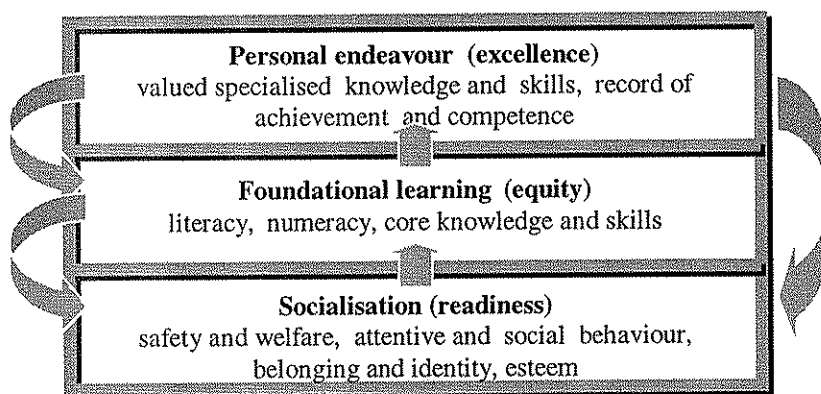 Personal endeavour (excellence)
valued specialised knowledge and skills, record of
achievement and competence
Foundational learning (equity)
literacy, numeracy, core knowledge and skills
Socialisation (readiness)
safety and welfare, attentive and social behaviour,
belonging and identity, esteem